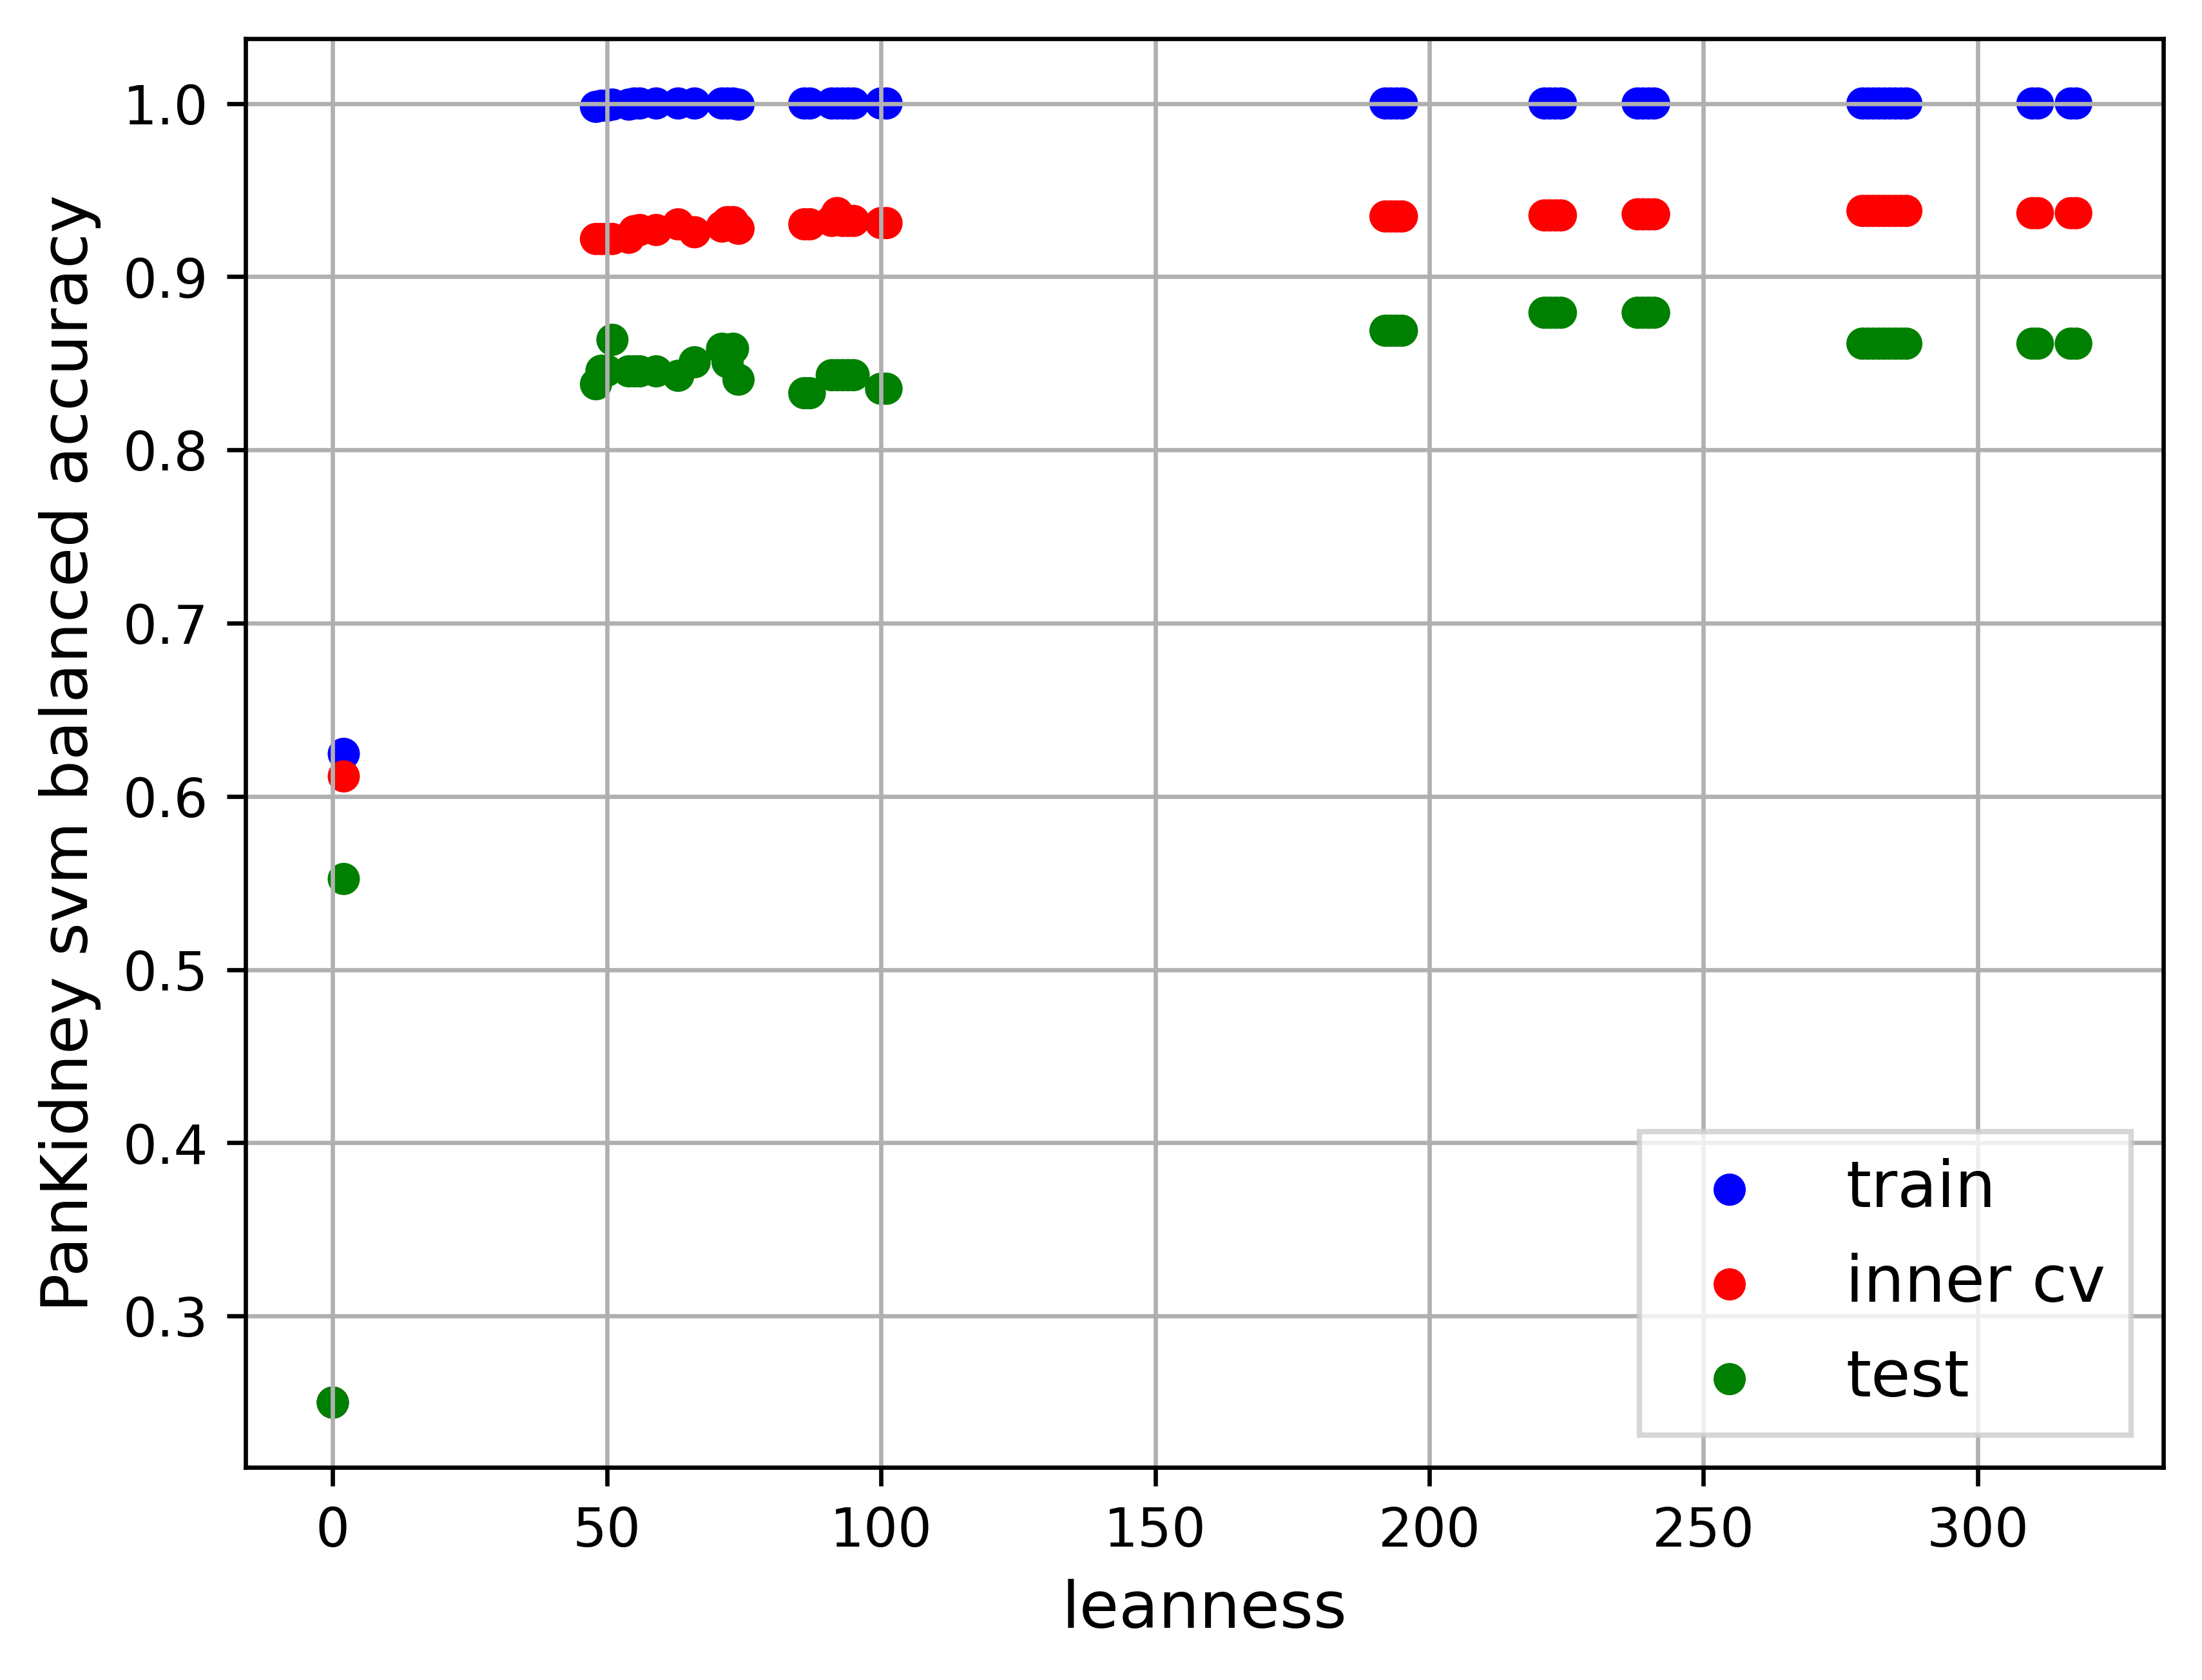 PanKidney svm balanced accuracy
1.0
0.9
0.8
0.7
0.6
0.5
0.4
0.3
0 50 100 150 200 250 300
leanness
train
inner cv
test